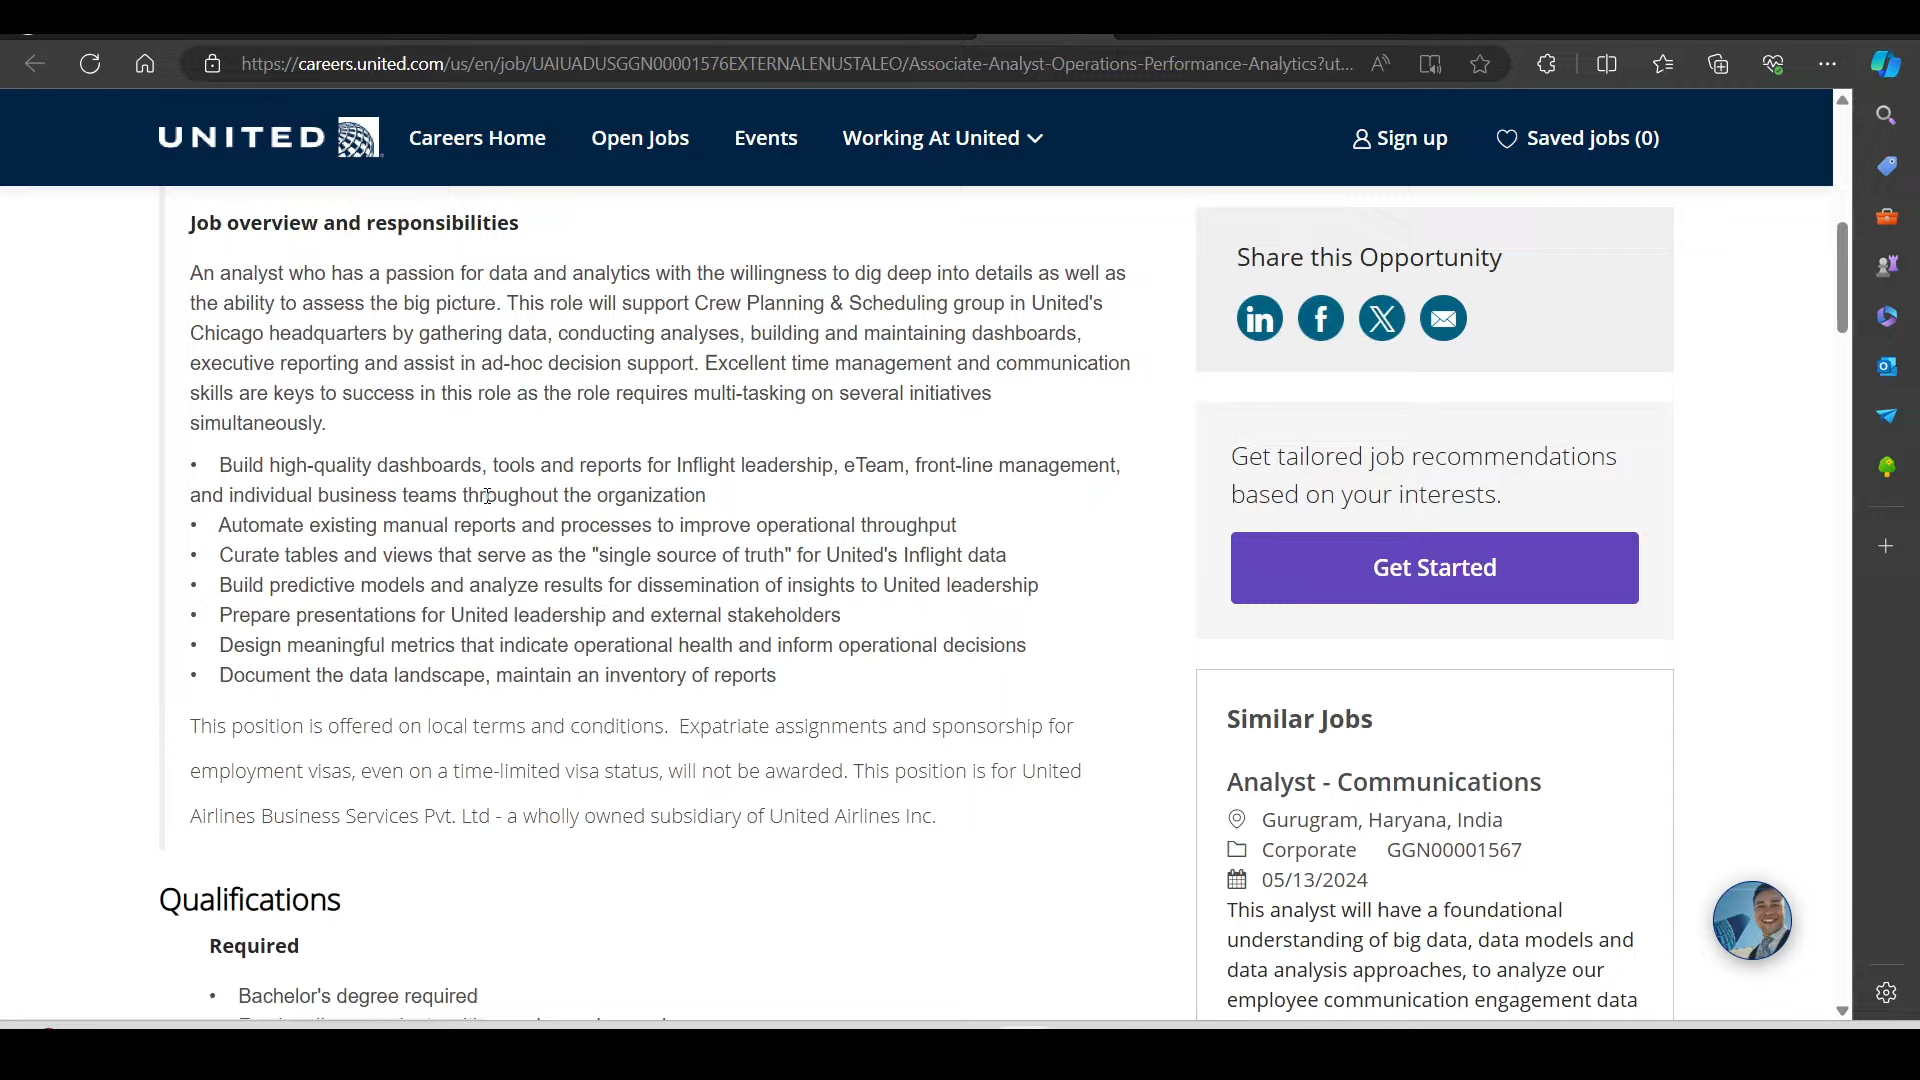 https://careers.united.com/us/en/job/UAIUADUSGGN00001576EXTERNALENUSTALEO/Associate-Analyst-Operations-Performance-Analytics?ut...
UNITED
Careers Home
Open Jobs
Events
Working At United
Sign up
Saved jobs (0)
Job overview and responsibilities
An analyst who has a passion for data and analytics with the willingness to dig deep into details as well as
the ability to assess the big picture. This role will support Crew Planning & Scheduling group in United's
Chicago headquarters by gathering data, conducting analyses, building and maintaining dashboards,
executive reporting and assist in ad-hoc decision support. Excellent time management and communication
skills are keys to success in this role as the role requires multi-tasking on several initiatives
simultaneously.
• Build high-quality dashboards, tools and reports for Inflight leadership, eTeam, front-line management,
and individual business teams throughout the organization
• Automate existing manual reports and processes to improve operational throughput
• Curate tables and views that serve as the "single source of truth" for United's Inflight data
• Build predictive models and analyze results for dissemination of insights to United leadership
• Prepare presentations for United leadership and external stakeholders
• Design meaningful metrics that indicate operational health and inform operational decisions
• Document the data landscape, maintain an inventory of reports
This position is offered on local terms and conditions. Expatriate assignments and sponsorship for
employment visas, even on a time-limited visa status, will not be awarded. This position is for United
Airlines Business Services Pvt. Ltd - a wholly owned subsidiary of United Airlines Inc.
Qualifications
Required
• Bachelor's degree required
Share this Opportunity
Get tailored job recommendations
based on your interests.
Get Started
Similar Jobs
Analyst - Communications
Gurugram, Haryana, India
Corporate GGN00001567
05/13/2024
This analyst will have a foundational
understanding of big data, data models and
data analysis approaches, to analyze our
employee communication engagement data